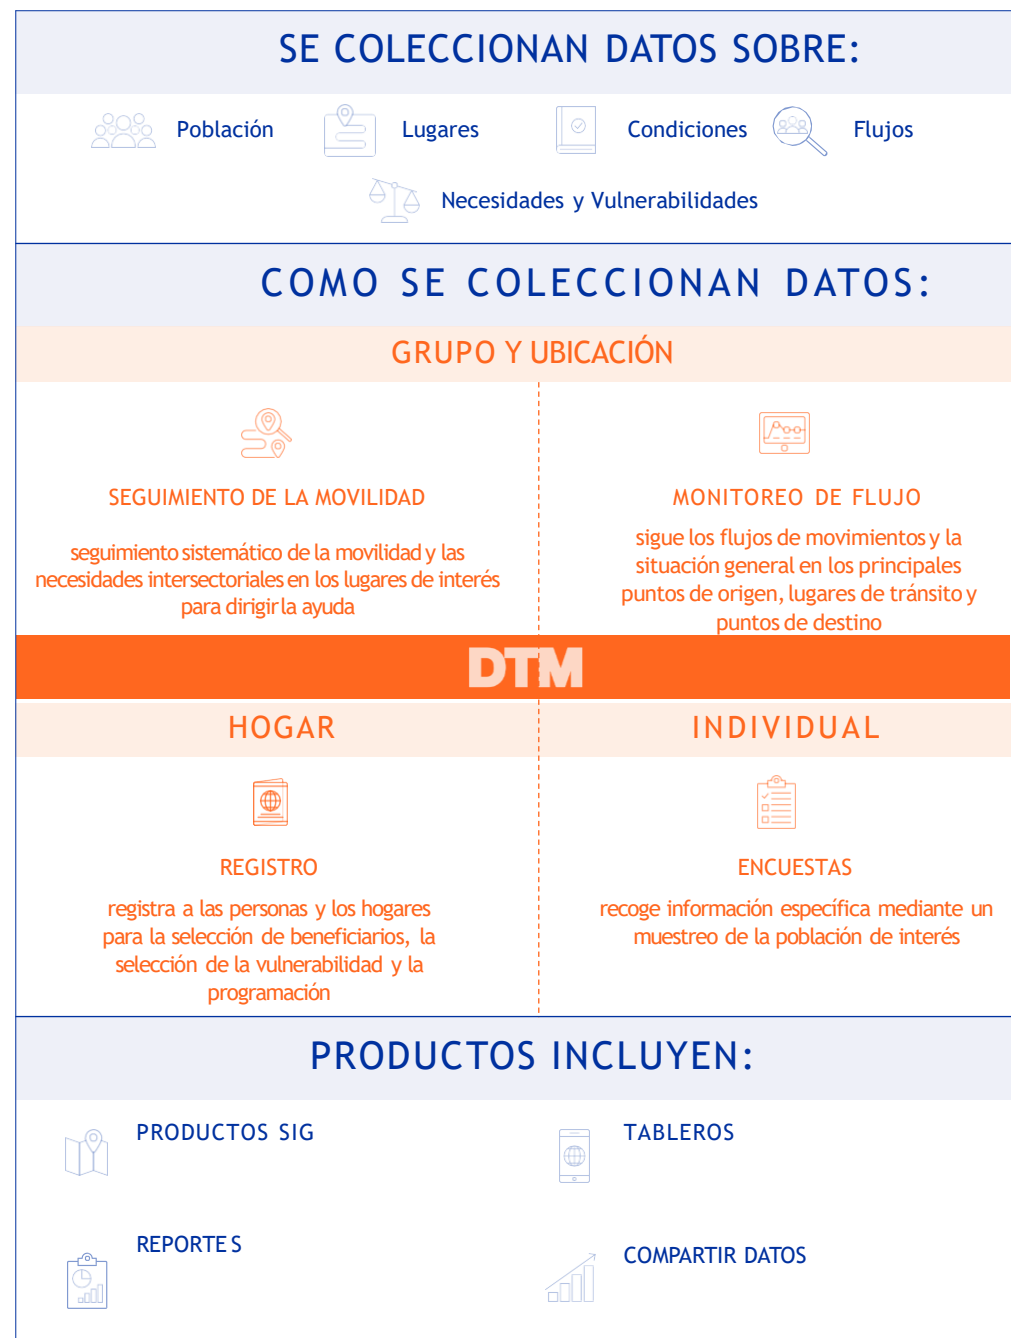 SE COLECCIONAN DATOS SOBRE:
Población
Lugares
Condiciones
Flujos
Necesidades y Vulnerabilidades
COMO SE COLECCIONAN DATOS:
GRUPO Y UBICACIÓN
SEGUIMIENTO DE LA MOVILIDAD
seguimiento sistemático de la movilidad y las
necesidades intersectoriales en los lugares de interés
para dirigir la ayuda
MONITOREO DE FLUJO
sigue los flujos de movimientos y la
situación general en los principales
puntos de origen, lugares de tránsito y
puntos de destino
DTM
HOGAR
REGISTRO
registra a las personas y los hogares
para la selección de beneficiarios, la
selección de la vulnerabilidad y la
programación
INDIVIDUAL
ENCUESTAS
recoge información específica mediante un
muestreo de la población de interés
PRODUCTOS INCLUYEN:
PRODUCTOS SIG
TABLEROS
REPORTES
COMPARTIR DATOS